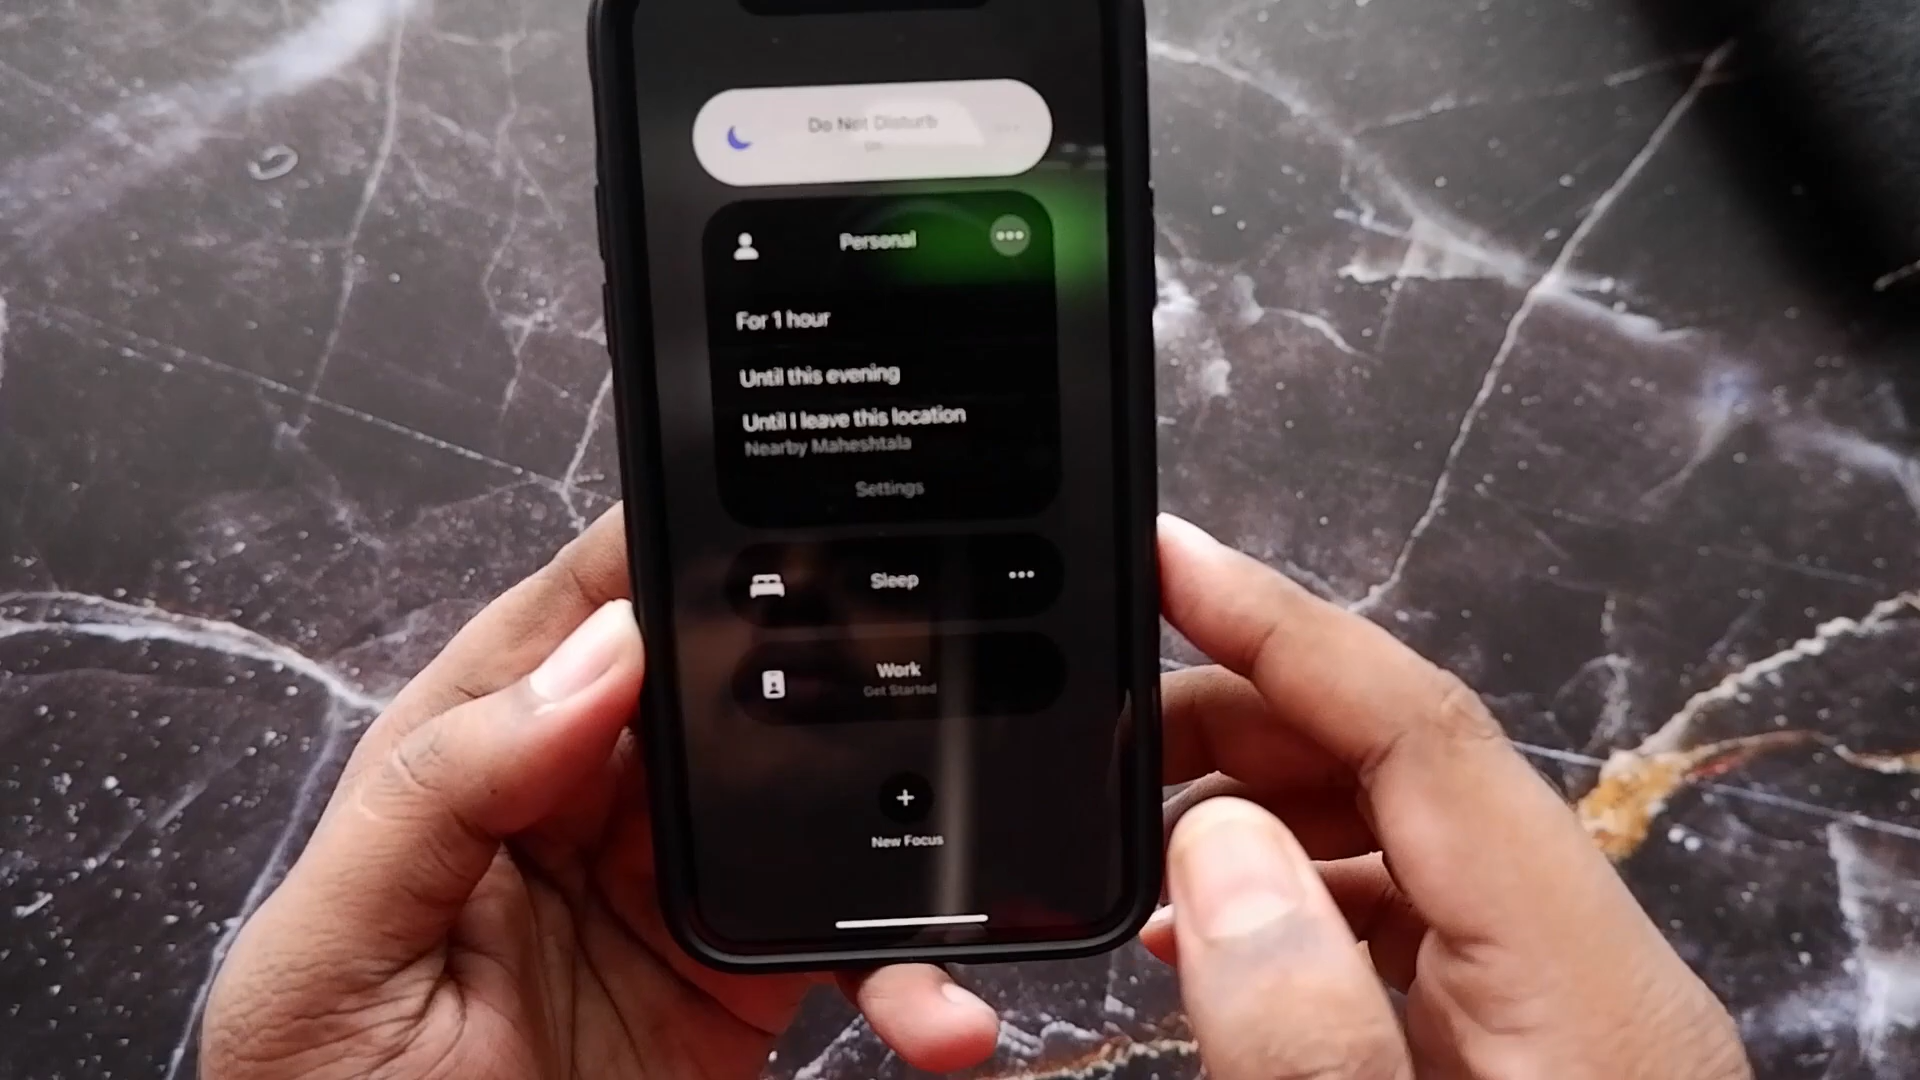 Do Not Disturb
On
Personal
For 1 hour
Until this evening
Until I leave this location
Nearby Maheshtala
Settings
Sleep
Work
Get Started
New Focus